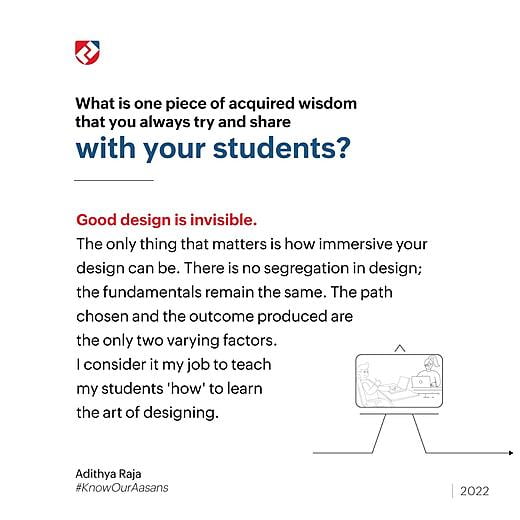 What is one piece of acquired wisdom
that you always try and share
with your students?
Good design is invisible.
The only thing that matters is how immersive your
design can be. There is no segregation in design;
the fundamentals remain the same. The path
chosen and the outcome produced are
the only two varying factors.
I consider it my job to teach
my students 'how' to learn
the art of designing.
Adithya Raja
#KnowOurAasans
2022